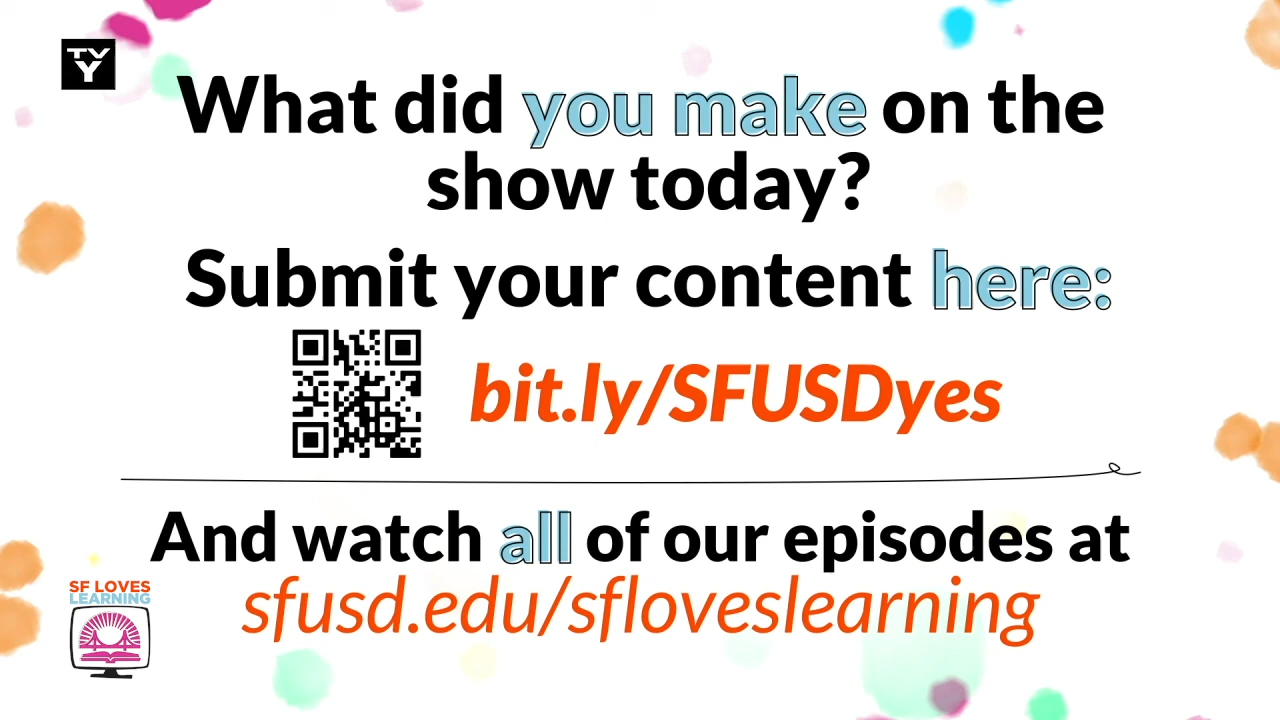 TV
Y
What did you make on the
show today?
Submit your content here:
bit.ly/SFUSDyes
And watch all of our episodes at
sfusd.edu/sfloveslearning
SF LOVES
LEARNING